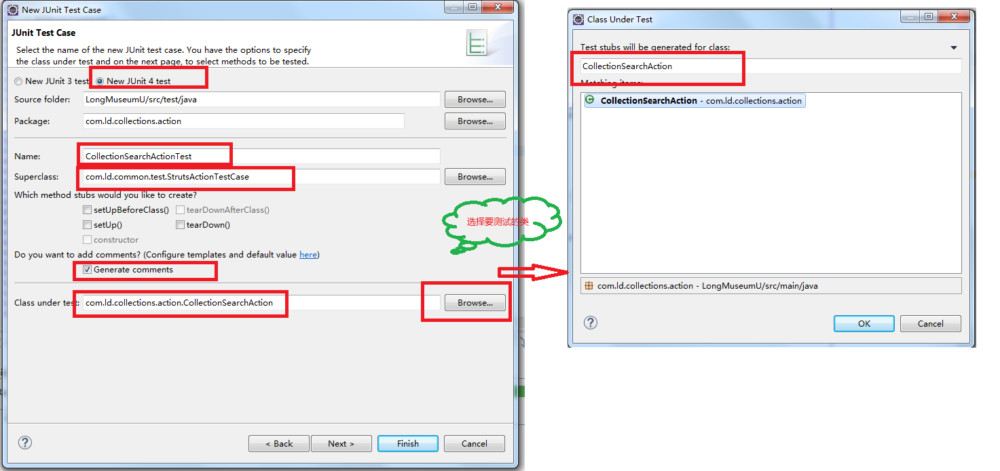 New JUnit Test Case
JUnit Test Case
Select the name of the new JUnit test case. You have the options to specify
the class under test and on the next page, to select methods to be tested.
New JUnit 3 test
New JUnit 4 test
Source folder:
LongMuseumU/src/test/java
Browse...
Package:
com.ld.collections.action
Browse...
Name:
CollectionSearchActionTest
Superclass:
com.ld.common.test.StrutsActionTestCase
Browse...
Which method stubs would you like to create?
setUpBeforeClass()
tearDownAfterClass()
setUp()
tearDown()
constructor
Do you want to add comments? (Configure templates and default value here)
Generate comments
Class under test:
com.ld.collections.action.CollectionSearchAction
Browse...
< Back
Next >
Finish
Cancel
选择要测试的类
Class Under Test
Test stubs will be generated for class:
CollectionSearchAction
Matching items:
CollectionSearchAction - com.ld.collections.action
com.ld.collections.action - LongMuseumU/src/main/java
OK
Cancel